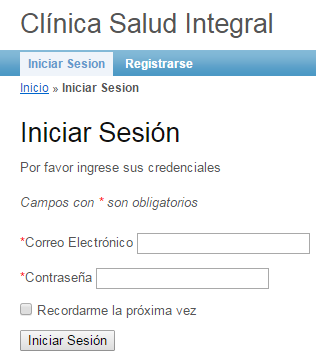 Clínica Salud Integral
Iniciar Sesion Registrarse
Inicio » Iniciar Sesion
Iniciar Sesión
Por favor ingrese sus credenciales
Campos con * son obligatorios
*Correo Electrónico
*Contraseña
Recordarme la próxima vez
Iniciar Sesión